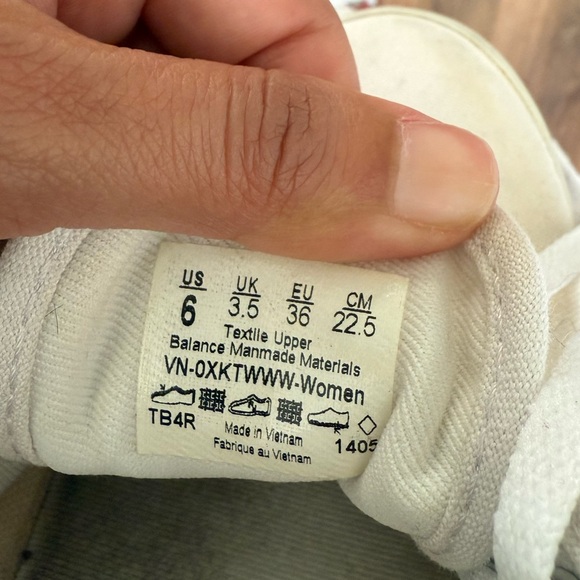 US UK EU CM
6 3.5 36 22.5
Textile Upper
Balance Manmade Materials
VN-0XKTWWW-Women
TB4R Made in Vietnam 1405
Fabrique au Vietnam